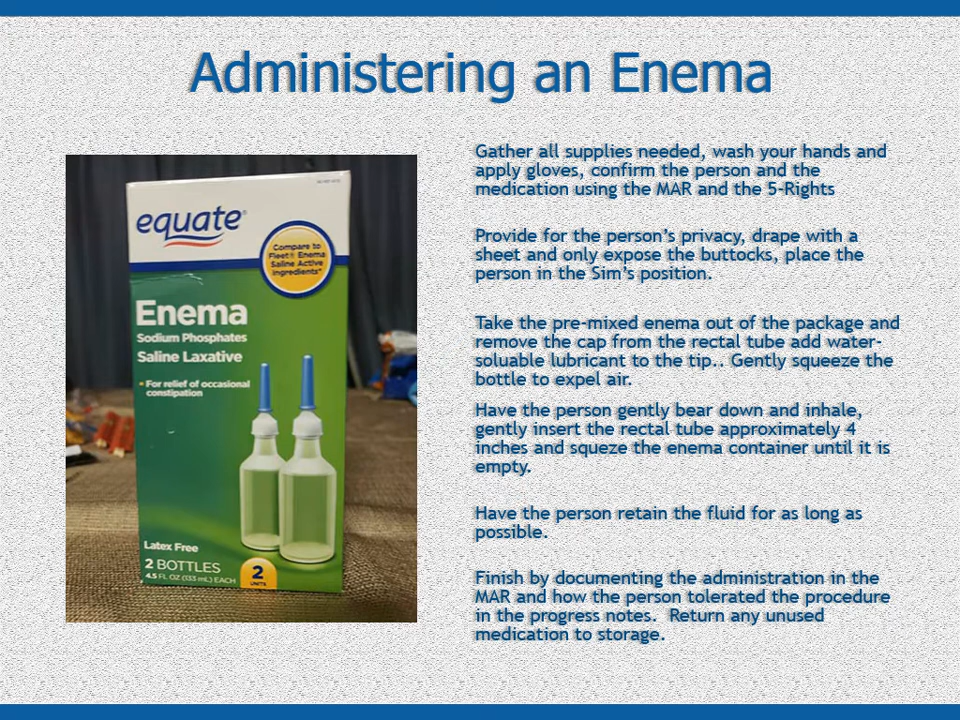 Administering an Enema
Gather all supplies needed, wash your hands and
apply gloves, confirm the person and the
medication using the MAR and the 5-Rights
Provide for the person's privacy, drape with a
sheet and only expose the buttocks, place the
person in the Sim's position.
Take the pre-mixed enema out of the package and
remove the cap from the rectal tube add water-
soluable lubricant to the tip.. Gently squeeze the
bottle to expel air.
Have the person gently bear down and inhale,
gently insert the rectal tube approximately 4
inches and squeze the enema container until it is
empty.
Have the person retain the fluid for as long as
possible.
Finish by documenting the administration in the
MAR and how the person tolerated the procedure
in the progress notes. Return any unused
medication to storage.
equate®
Compare to
Fleet® Enema
Saline Active
Ingredients*
Enema
Sodium Phosphates
Saline Laxative
• For relief of occasional
constipation
Latex Free
2 BOTTLES
4.5 FL OZ (133 mL) EACH
2
UNITS